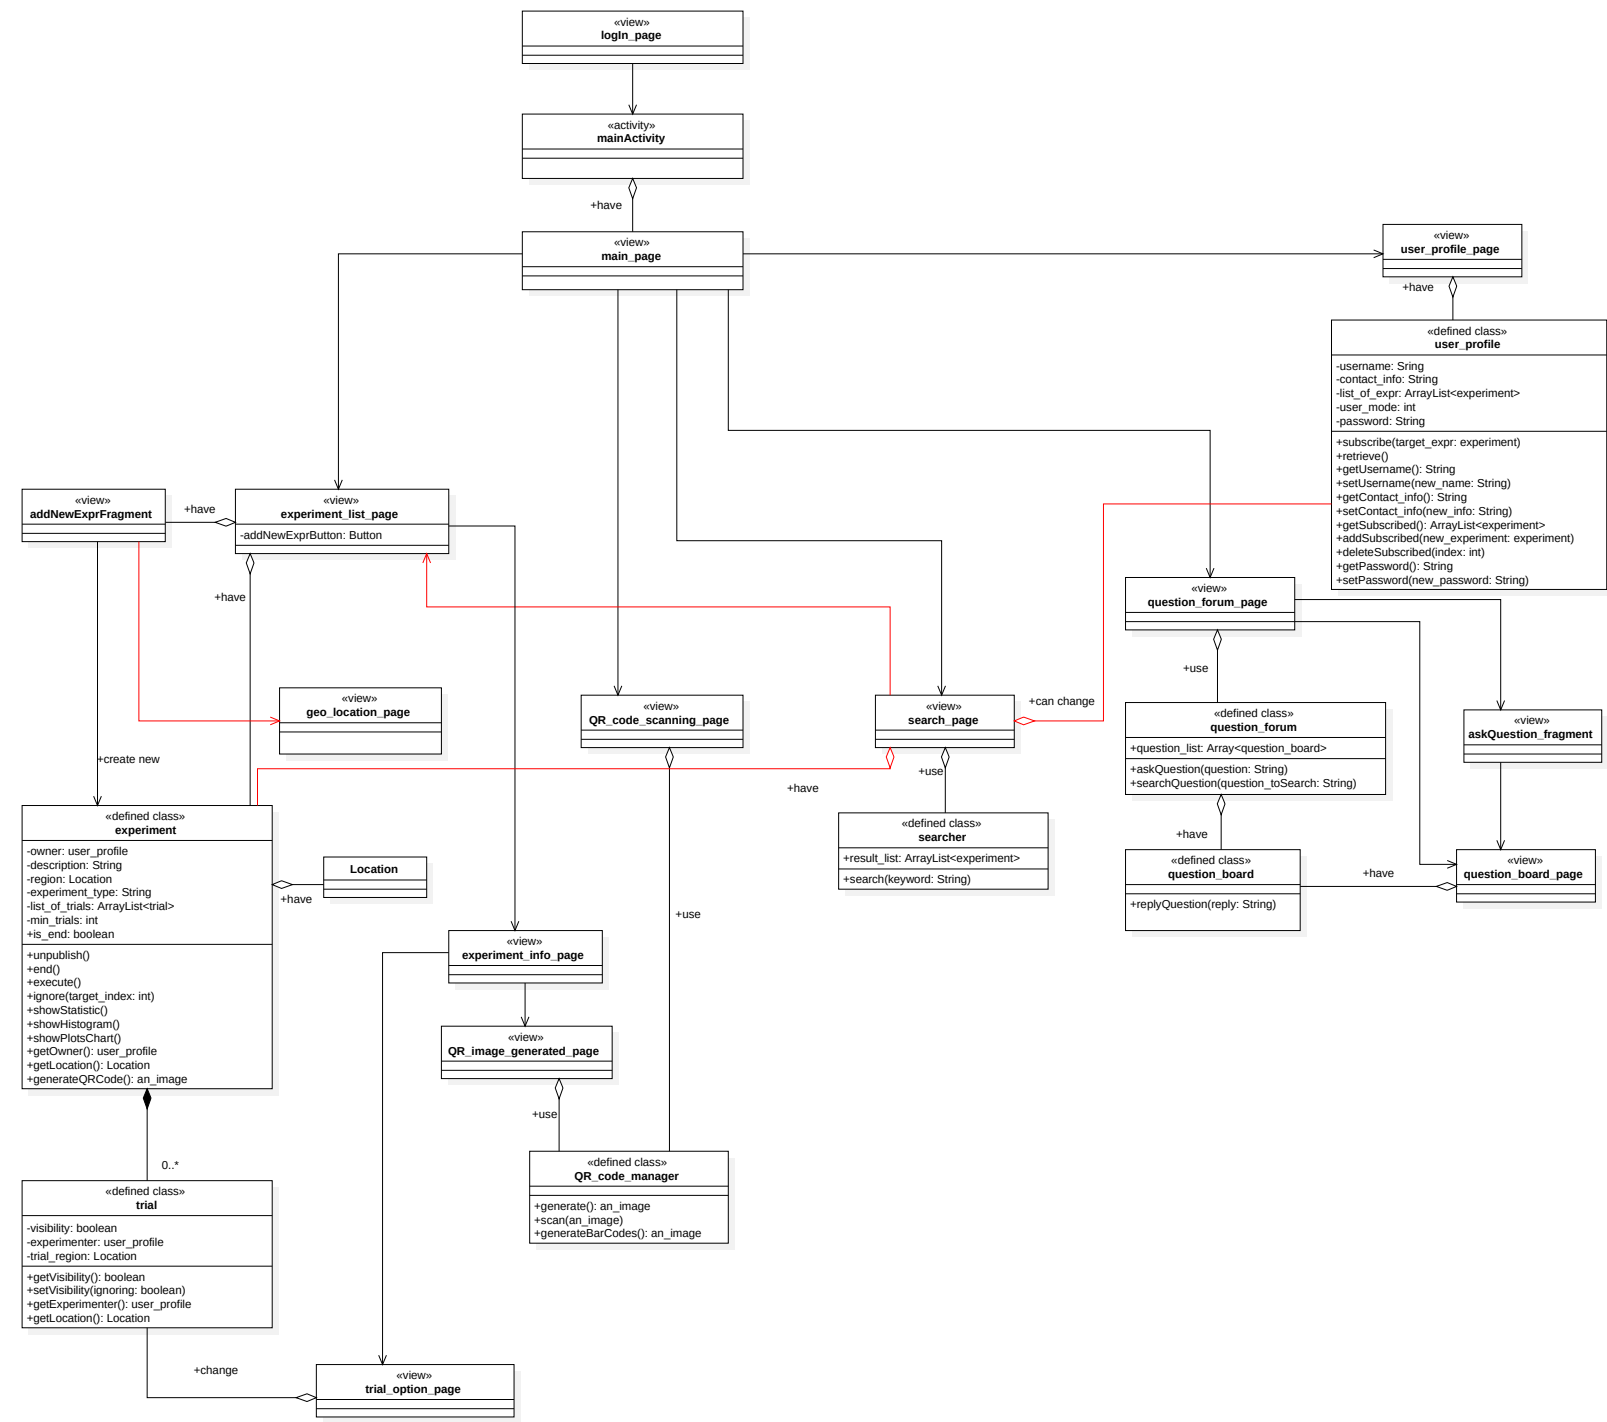 «view»
logIn_page
«activity»
mainActivity
+have
«view»
main_page
«view»
user_profile_page
+have
«defined class»
user_profile
-username: Sring
-contact_info: String
-list_of_expr: ArrayList<experiment>
-user_mode: int
-password: String
+subscribe(target_expr: experiment)
+retrieve()
+getUsername(): String
+setUsername(new_name: String)
+getContact_info(): String
+setContact_info(new_info: String)
+getSubscribed(): ArrayList<experiment>
+addSubscribed(new_experiment: experiment)
+deleteSubscribed(index: int)
+getPassword(): String
+setPassword(new_password: String)
«view»
addNewExprFragment
+have
«view»
experiment_list_page
-addNewExprButton: Button
+have
«view»
question_forum_page
+use
«view»
geo_location_page
«view»
QR_code_scanning_page
«view»
search_page
+can change
«defined class»
question_forum
+question_list: Array<question_board>
+askQuestion(question: String)
+searchQuestion(question_toSearch: String)
«view»
askQuestion_fragment
+create new
+use
+have
«defined class»
experiment
-owner: user_profile
-description: String
-region: Location
-experiment_type: String
-list_of_trials: ArrayList<trial>
-min_trials: int
+is_end: boolean
+unpublish()
+end()
+execute()
+ignore(target_index: int)
+showStatistic()
+showHistogram()
+showPlotsChart()
+getOwner(): user_profile
+getLocation(): Location
+generateQRCode(): an_image
Location
+have
«defined class»
searcher
+result_list: ArrayList<experiment>
+search(keyword: String)
+have
«defined class»
question_board
+replyQuestion(reply: String)
+have
«view»
question_board_page
+use
«view»
experiment_info_page
«view»
QR_image_generated_page
+use
0..*
«defined class»
QR_code_manager
+generate(): an_image
+scan(an_image)
+generateBarCodes(): an_image
«defined class»
trial
-visibility: boolean
-experimenter: user_profile
-trial_region: Location
+getVisibility(): boolean
+setVisibility(ignoring: boolean)
+getExperimenter(): user_profile
+getLocation(): Location
+change
«view»
trial_option_page